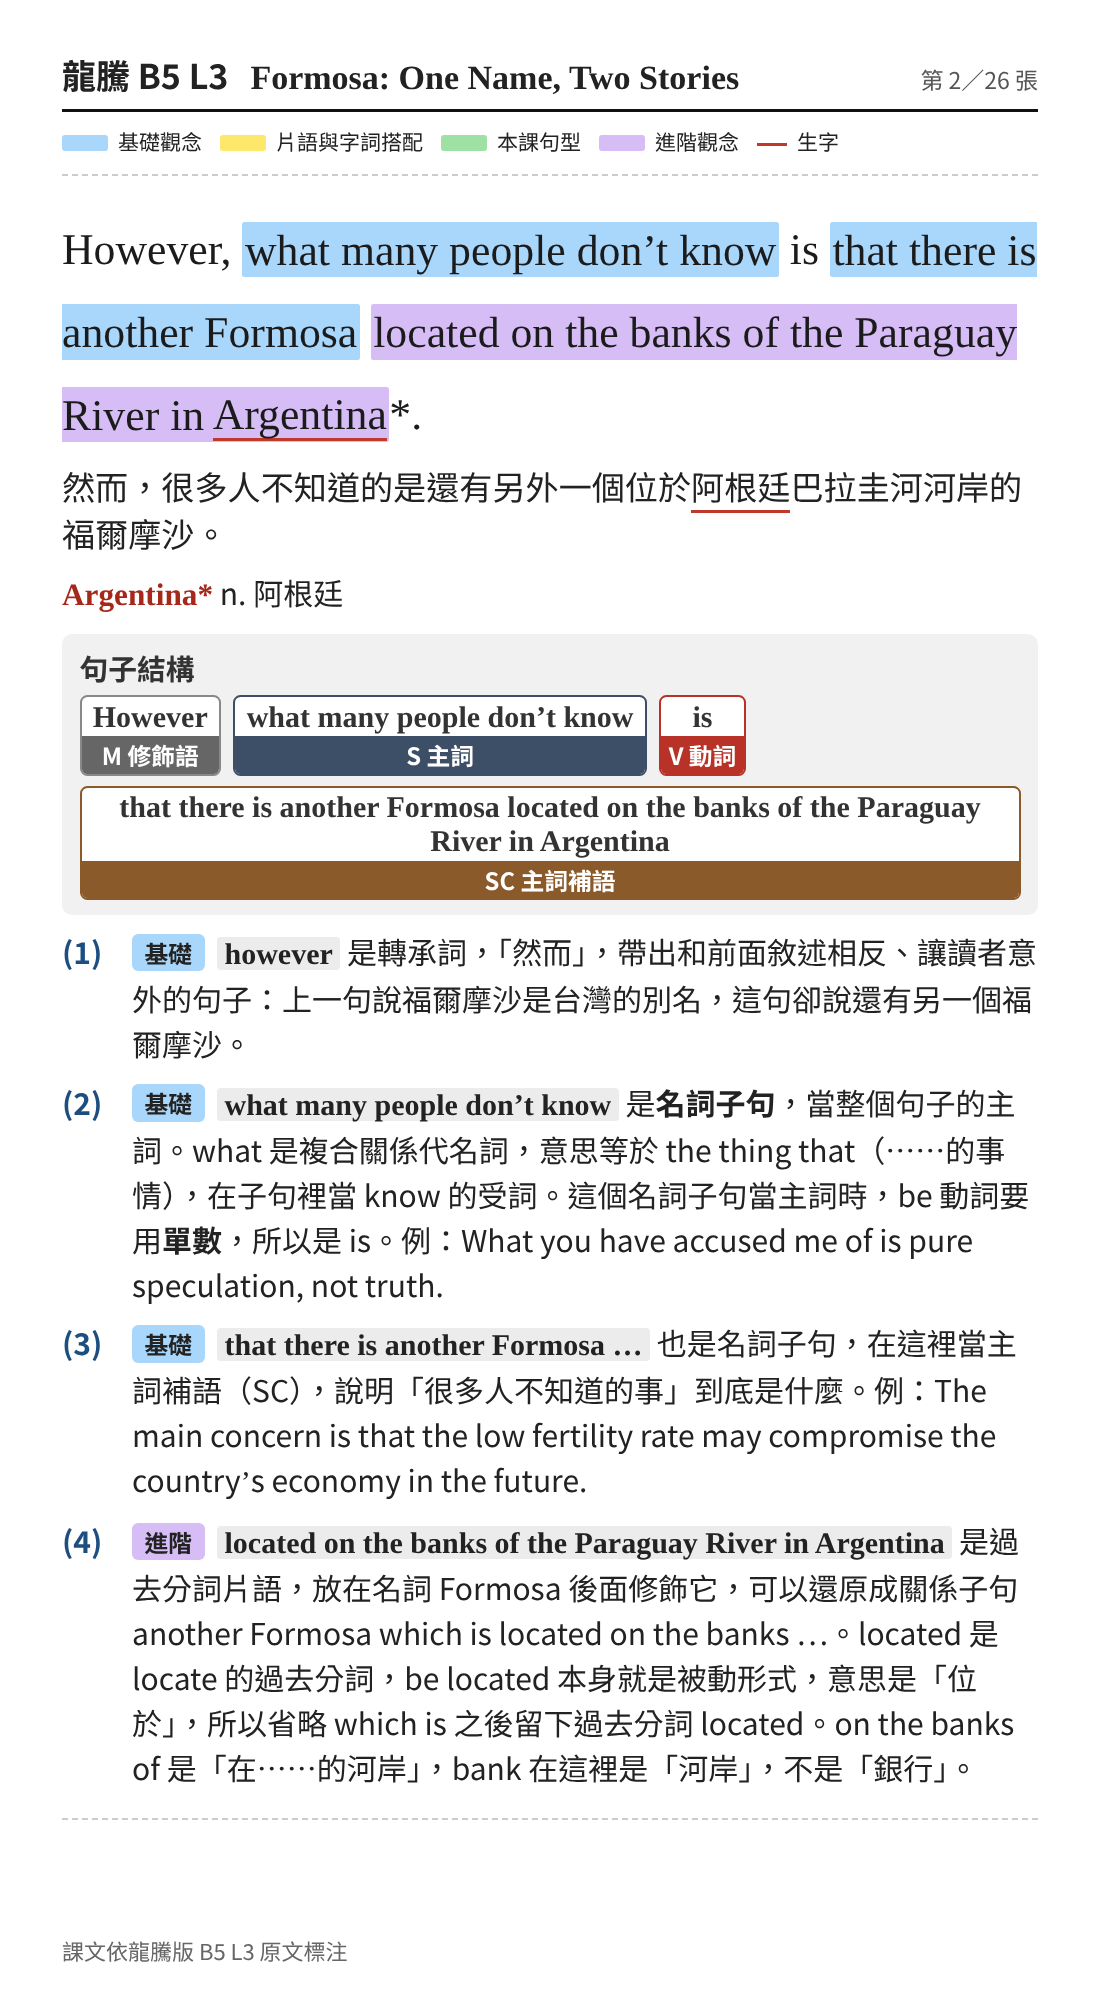 龍騰 B5 L3 Formosa: One Name, Two Stories 第 2／26 張
基礎觀念 片語與字詞搭配 本課句型 進階觀念 生字
However, what many people don’t know is that there is
another Formosa located on the banks of the Paraguay
River in Argentina*.
然而，很多人不知道的是還有另外一個位於阿根廷巴拉圭河河岸的
福爾摩沙。
Argentina* n. 阿根廷
句子結構
However what many people don’t know is
M 修飾語 S 主詞 V 動詞
that there is another Formosa located on the banks of the Paraguay
River in Argentina
SC 主詞補語
(1) 基礎 however 是轉承詞，「然而」，帶出和前面敘述相反、讓讀者意
外的句子：上一句說福爾摩沙是台灣的別名，這句卻說還有另一個福
爾摩沙。
(2) 基礎 what many people don’t know 是名詞子句，當整個句子的主
詞。what 是複合關係代名詞，意思等於 the thing that（……的事
情），在子句裡當 know 的受詞。這個名詞子句當主詞時，be 動詞要
用單數，所以是 is。例：What you have accused me of is pure
speculation, not truth.
(3) 基礎 that there is another Formosa … 也是名詞子句，在這裡當主
詞補語（SC），說明「很多人不知道的事」到底是什麼。例：The
main concern is that the low fertility rate may compromise the
country’s economy in the future.
(4) 進階 located on the banks of the Paraguay River in Argentina 是過
去分詞片語，放在名詞 Formosa 後面修飾它，可以還原成關係子句
another Formosa which is located on the banks …。located 是
locate 的過去分詞，be located 本身就是被動形式，意思是「位
於」，所以省略 which is 之後留下過去分詞 located。on the banks
of 是「在……的河岸」，bank 在這裡是「河岸」，不是「銀行」。
課文依龍騰版 B5 L3 原文標注